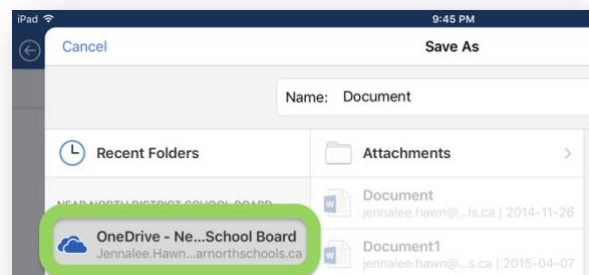 iPad 9:45 PM
Cancel Save As
Name: Document
Recent Folders
Attachments
NEAR NORTH DISTRICT SCHOOL BOARD
Document
jennalee.hawn@...ls.ca | 2014-11-26
OneDrive - Ne...School Board
Jennalee.Hawn...arnorthschools.ca
Document1
jennalee.hawn@...s.ca | 2015-04-07